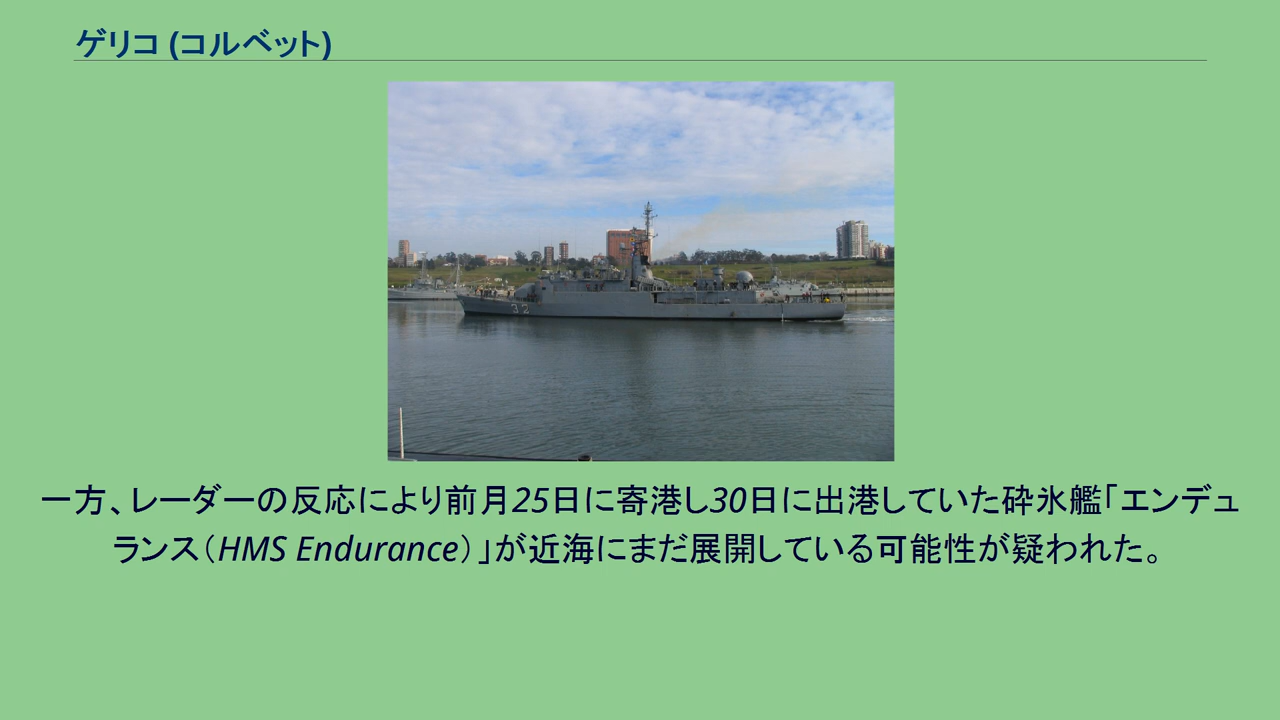 ゲリコ (コルベット)
32
一方、レーダーの反応により前月25日に寄港し30日に出港していた砕氷艦「エンデュ
ランス（HMS Endurance）」が近海にまだ展開している可能性が疑われた。